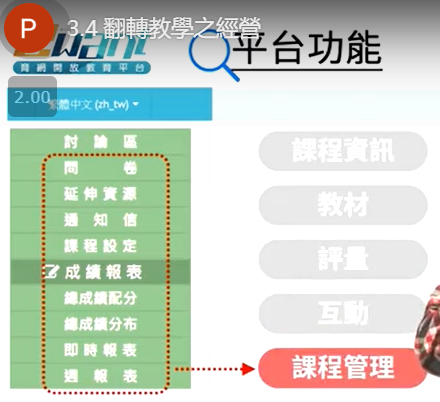 P
3.4 翻轉教學之經營
ewant
育網開放教育平台
平台功能
2.00
繁體中文 (zh_tw)
討論區
問卷
延伸資源
通知信
課程設定
成績報表
總成績配分
總成績分布
即時報表
週報表
課程資訊
教材
評量
互動
課程管理